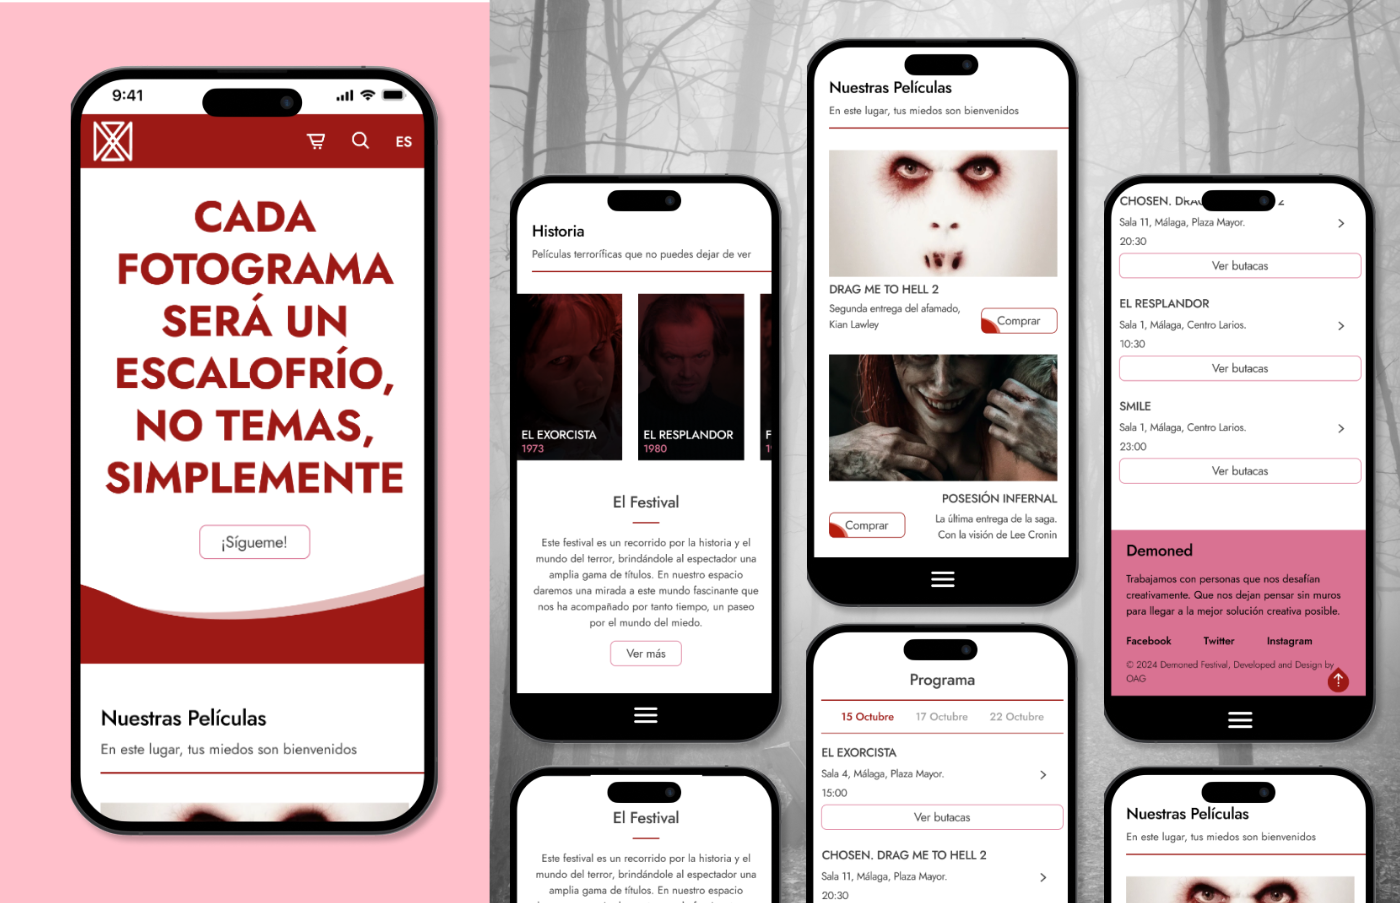 9:41
ES
CADA
FOTOGRAMA
SERÁ UN
ESCALOFRÍO,
NO TEMAS,
SIMPLEMENTE
¡Sígueme!
Nuestras Películas
En este lugar, tus miedos son bienvenidos
Historia
Películas terroríficas que no puedes dejar de ver
EL EXORCISTA
1973
EL RESPLANDOR
1980
El Festival
Este festival es un recorrido por la historia y el
mundo del terror, brindándole al espectador una
amplia gama de títulos. En nuestro espacio
daremos una mirada a este mundo fascinante que
nos ha acompañado por tanto tiempo, un paseo
por el mundo del miedo.
Ver más
El Festival
Este festival es un recorrido por la historia y el
mundo del terror, brindándole al espectador una
amplia gama de títulos. En nuestro espacio
Nuestras Películas
En este lugar, tus miedos son bienvenidos
DRAG ME TO HELL 2
Segunda entrega del afamado,
Kian Lawley
Comprar
POSESIÓN INFERNAL
La última entrega de la saga.
Con la visión de Lee Cronin
Comprar
Programa
15 Octubre 17 Octubre 22 Octubre
EL EXORCISTA
Sala 4, Málaga, Plaza Mayor.
15:00
Ver butacas
CHOSEN. DRAG ME TO HELL 2
Sala 11, Málaga, Plaza Mayor.
20:30
CHOSEN. 2
Sala 11, Málaga, Plaza Mayor.
20:30
Ver butacas
EL RESPLANDOR
Sala 1, Málaga, Centro Larios.
10:30
Ver butacas
SMILE
Sala 1, Málaga, Centro Larios.
23:00
Ver butacas
Demoned
Trabajamos con personas que nos desafían
creativamente. Que nos dejan pensar sin muros
para llegar a la mejor solución creativa posible.
Facebook Twitter Instagram
© 2024 Demoned Festival, Developed and Design by
OAG
Nuestras Películas
En este lugar, tus miedos son bienvenidos